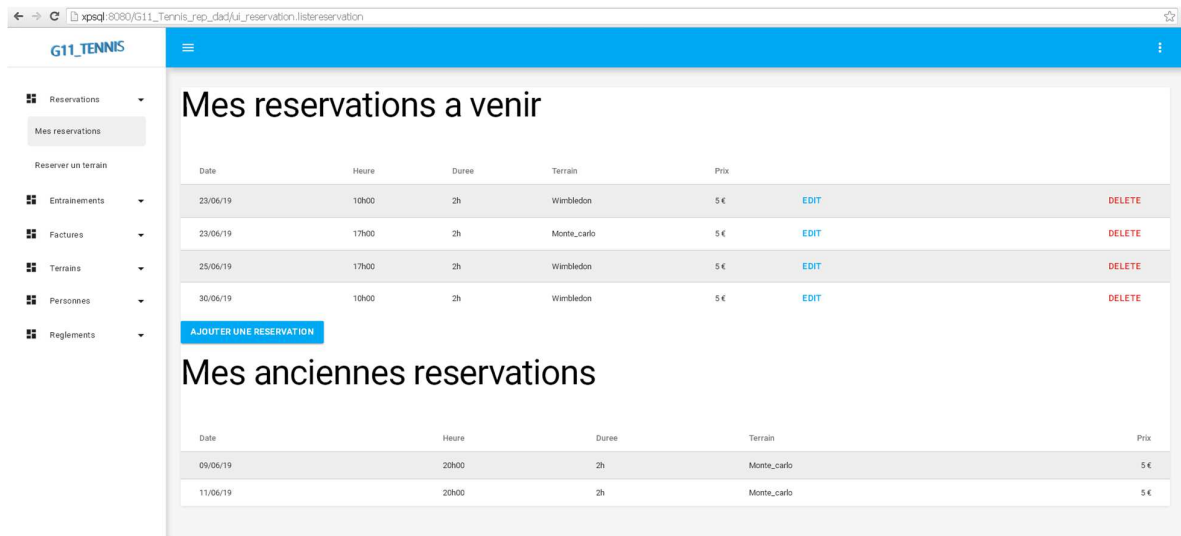 xpsql:8080/G11_Tennis_rep_dad/ui_reservation.listereservation
G11_TENNIS
Reservations
Mes reservations
Reserver un terrain
Entrainements
Factures
Terrains
Personnes
Reglements
Mes reservations a venir
Date Heure Duree Terrain Prix
23/06/19 10h00 2h Wimbledon 5 € EDIT DELETE
23/06/19 17h00 2h Monte_carlo 5 € EDIT DELETE
25/06/19 17h00 2h Wimbledon 5 € EDIT DELETE
30/06/19 10h00 2h Wimbledon 5 € EDIT DELETE
AJOUTER UNE RESERVATION
Mes anciennes reservations
Date Heure Duree Terrain Prix
09/06/19 20h00 2h Monte_carlo 5 €
11/06/19 20h00 2h Monte_carlo 5 €